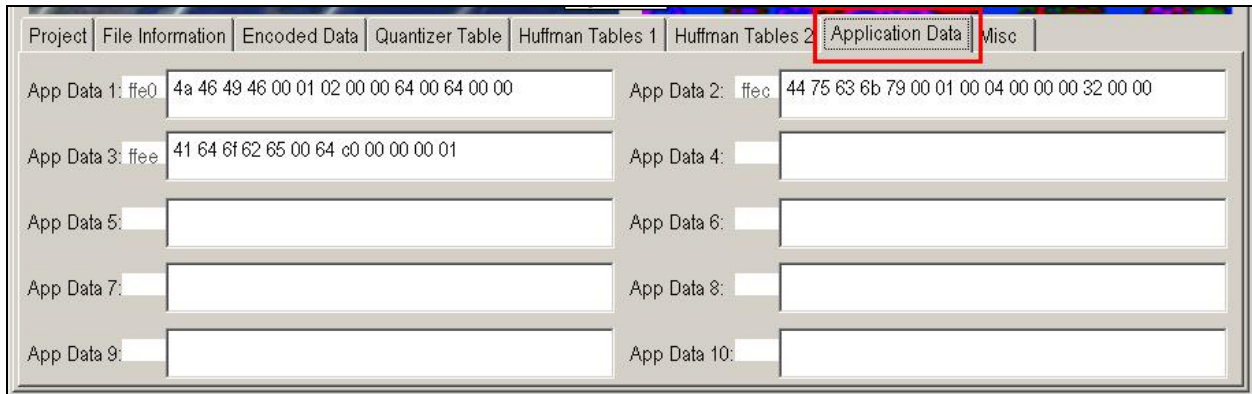 Project File Information Encoded Data Quantizer Table Huffman Tables 1 Huffman Tables 2 Application Data Misc
App Data 1: ffe0 4a 46 49 46 00 01 02 00 00 64 00 64 00 00 App Data 2: ffec 44 75 63 6b 79 00 01 00 04 00 00 00 32 00 00
App Data 3: ffee 41 64 6f 62 65 00 64 c0 00 00 00 01 App Data 4:
App Data 5: App Data 6:
App Data 7: App Data 8:
App Data 9: App Data 10: